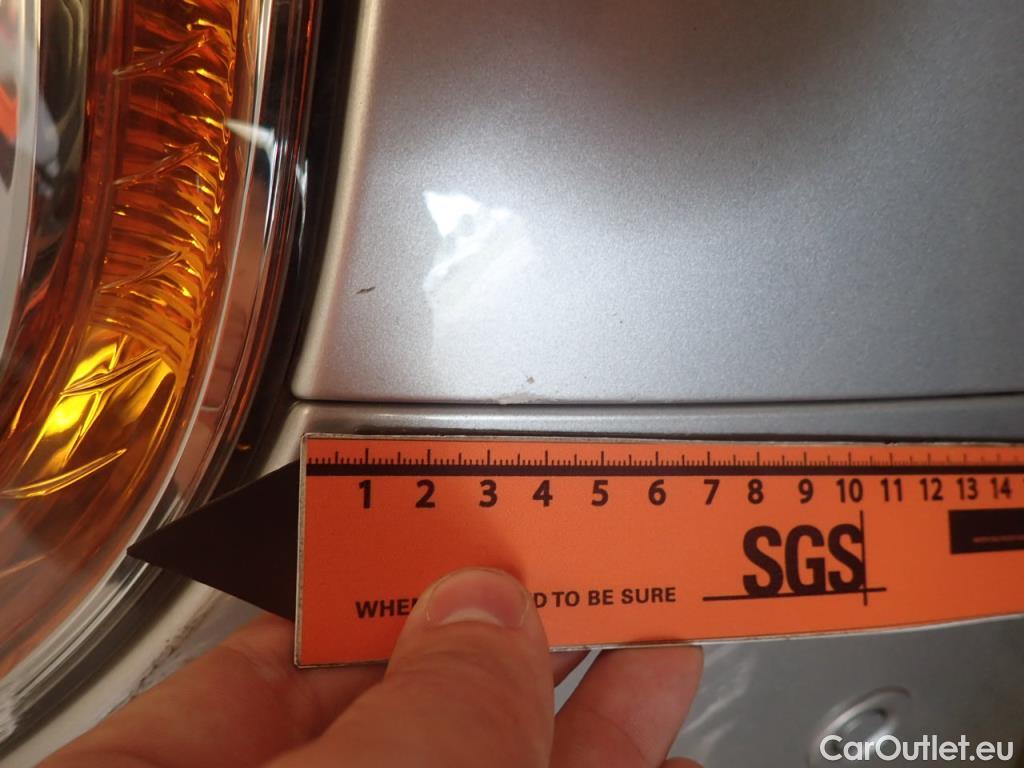 1 2 3 4 5 6 7 8 9 10 11 12 13 14
SGS
WHE D TO BE SURE
CarOutlet.eu